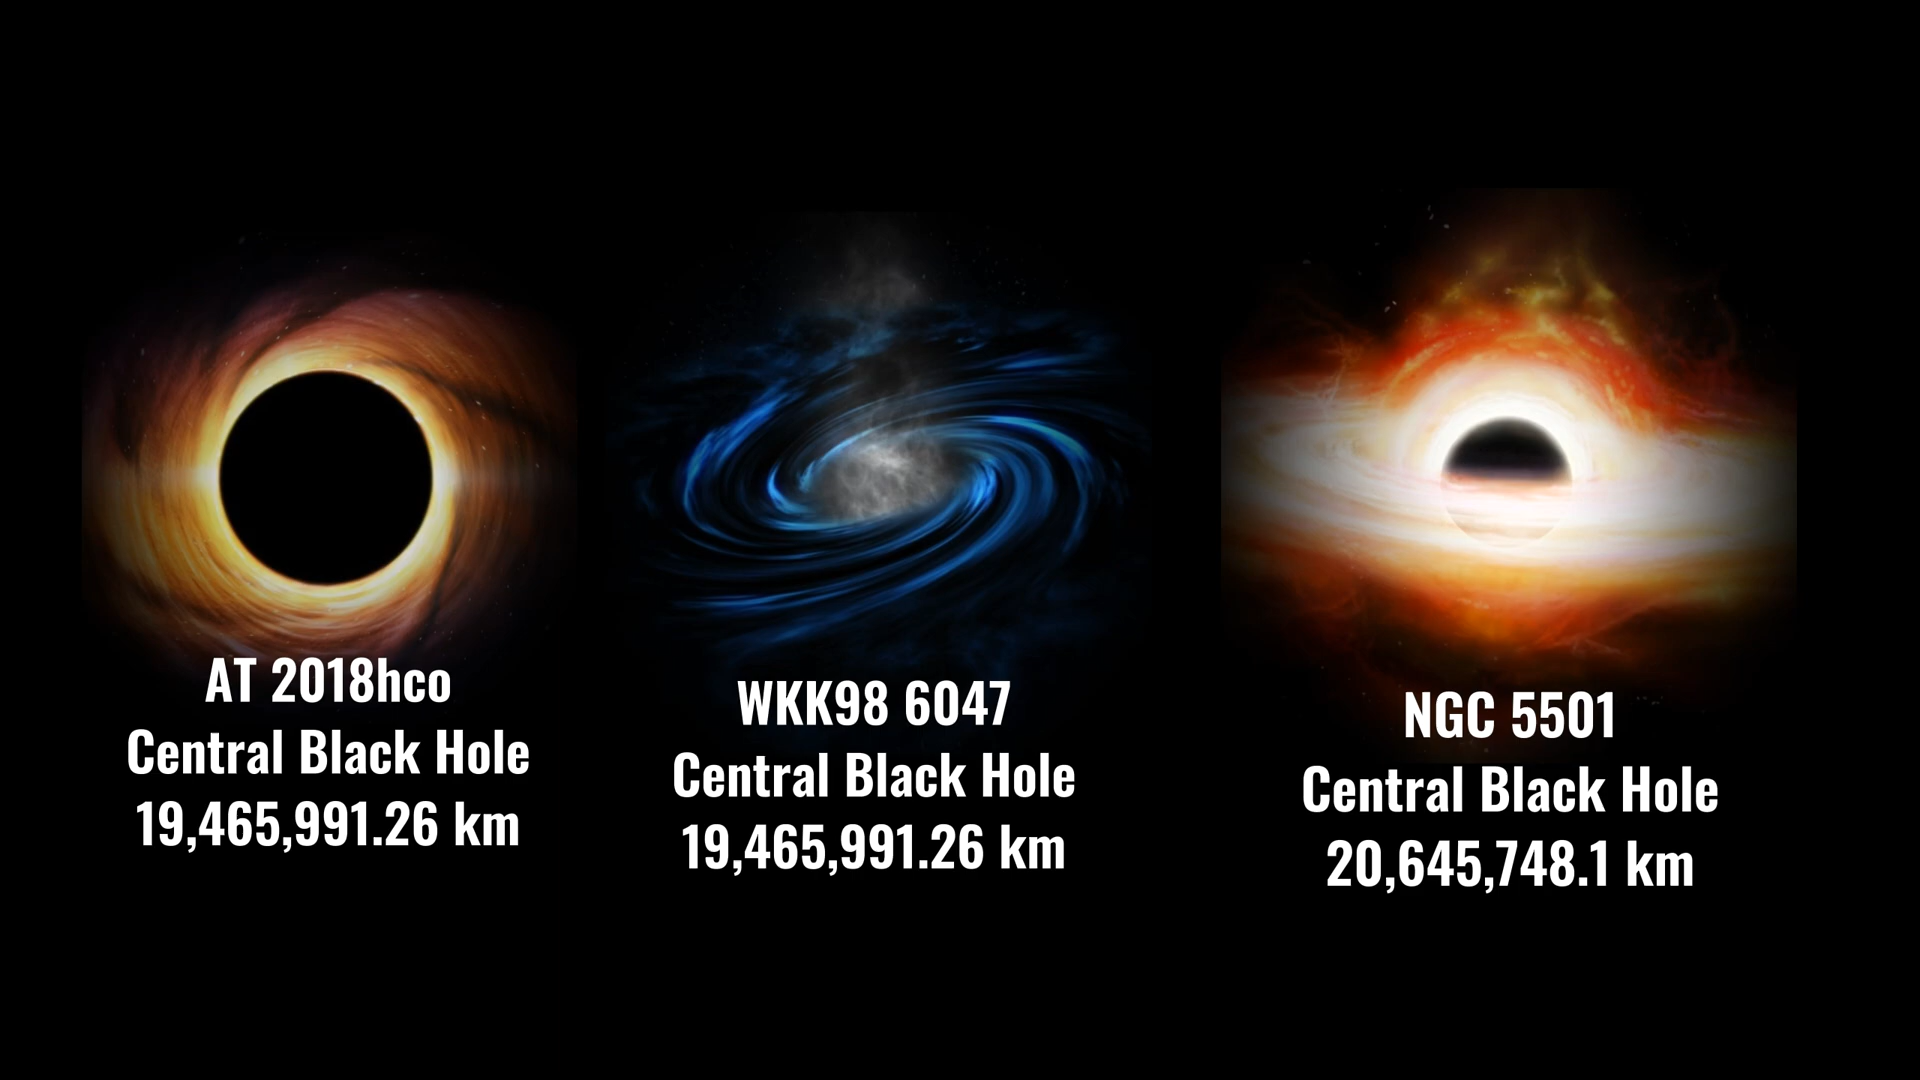 AT 2018hco
Central Black Hole
19,465,991.26 km
WKK98 6047
Central Black Hole
19,465,991.26 km
NGC 5501
Central Black Hole
20,645,748.1 km